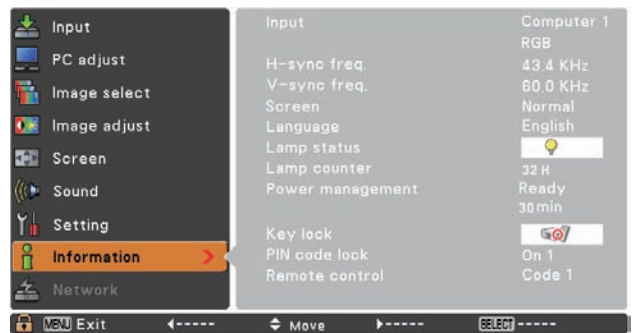 Input
PC adjust
Image select
Image adjust
Screen
Sound
Setting
Information
Network
Input Computer 1
RGB
H-sync freq. 43.4 KHz
V-sync freq. 60.0 KHz
Screen Normal
Language English
Lamp status
Lamp counter 32 H
Power management Ready
30 min
Key lock
PIN code lock On 1
Remote control Code 1
MENU Exit ----- Move ----- SELECT -----